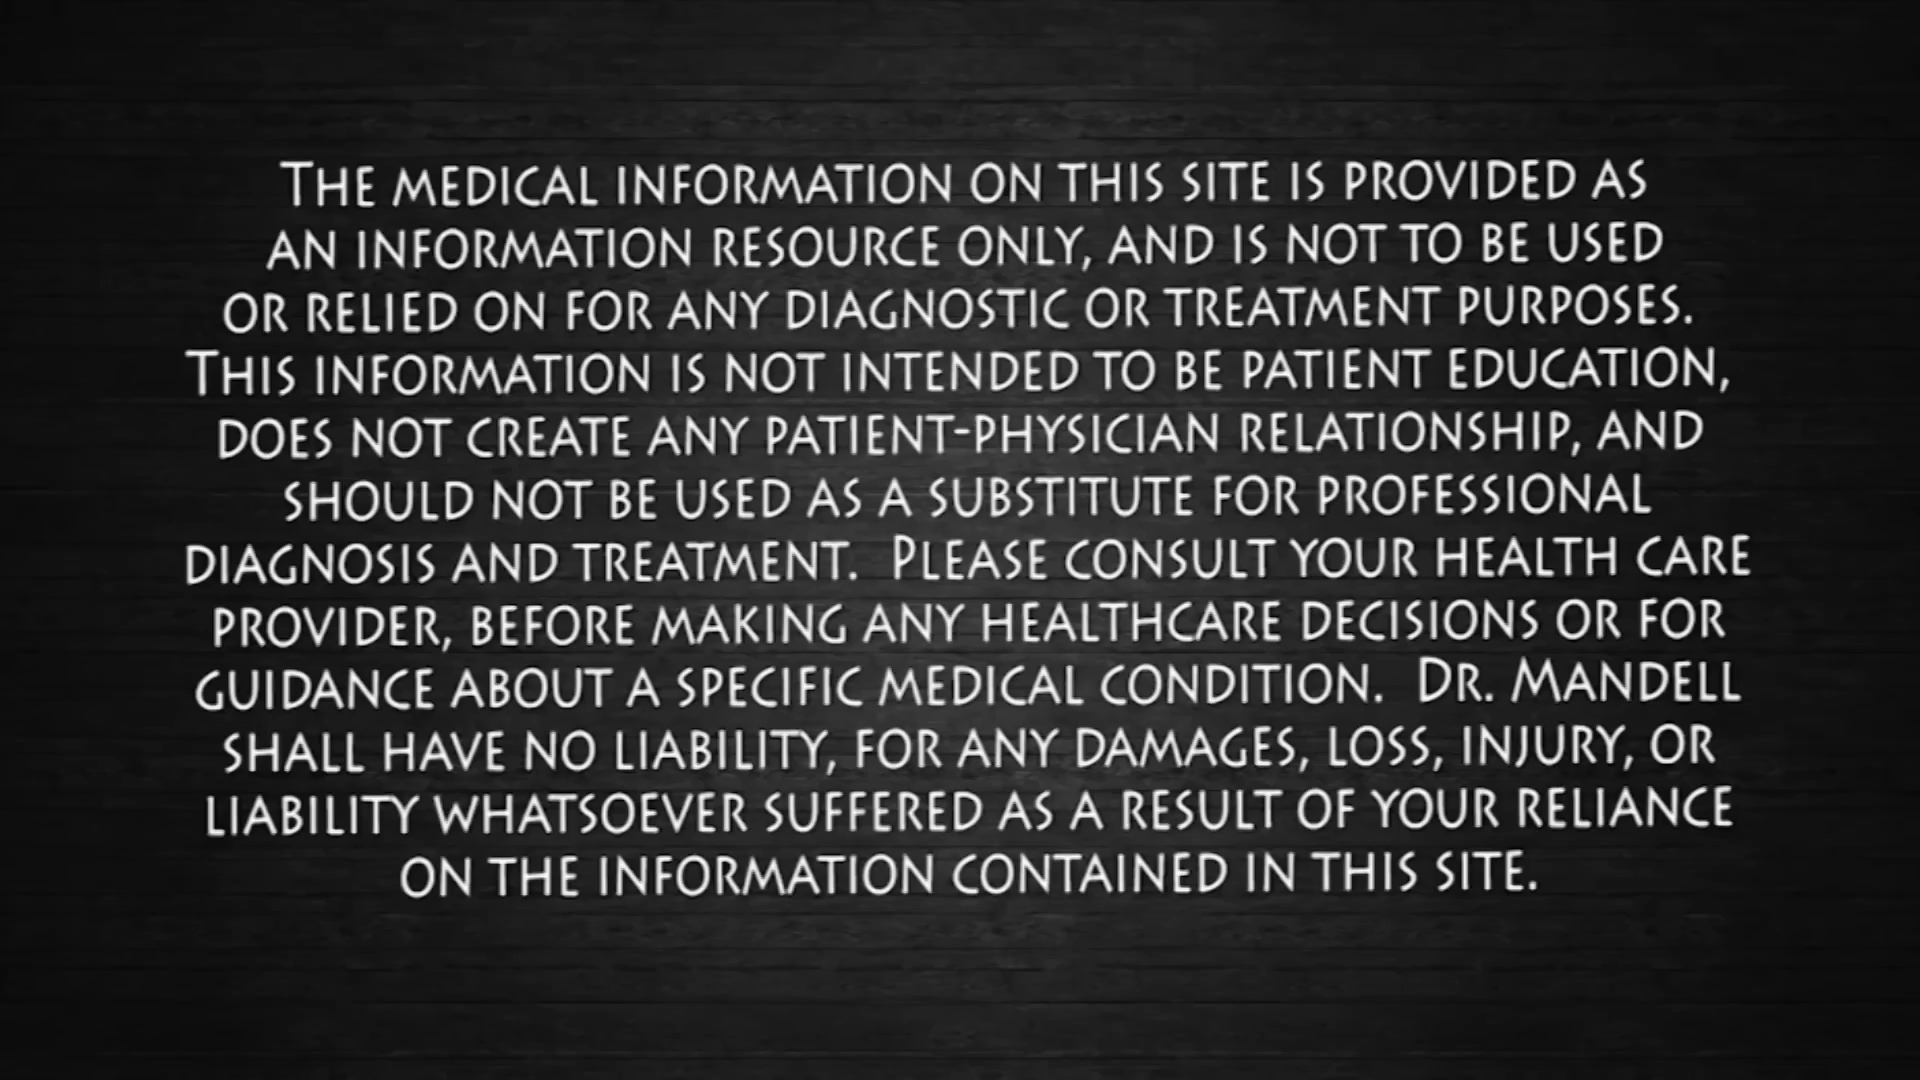 The medical information on this site is provided as
an information resource only, and is not to be used
or relied on for any diagnostic or treatment purposes.
This information is not intended to be patient education,
does not create any patient-physician relationship, and
should not be used as a substitute for professional
diagnosis and treatment. Please consult your health care
provider, before making any healthcare decisions or for
guidance about a specific medical condition. Dr. Mandell
shall have no liability, for any damages, loss, injury, or
liability whatsoever suffered as a result of your reliance
on the information contained in this site.